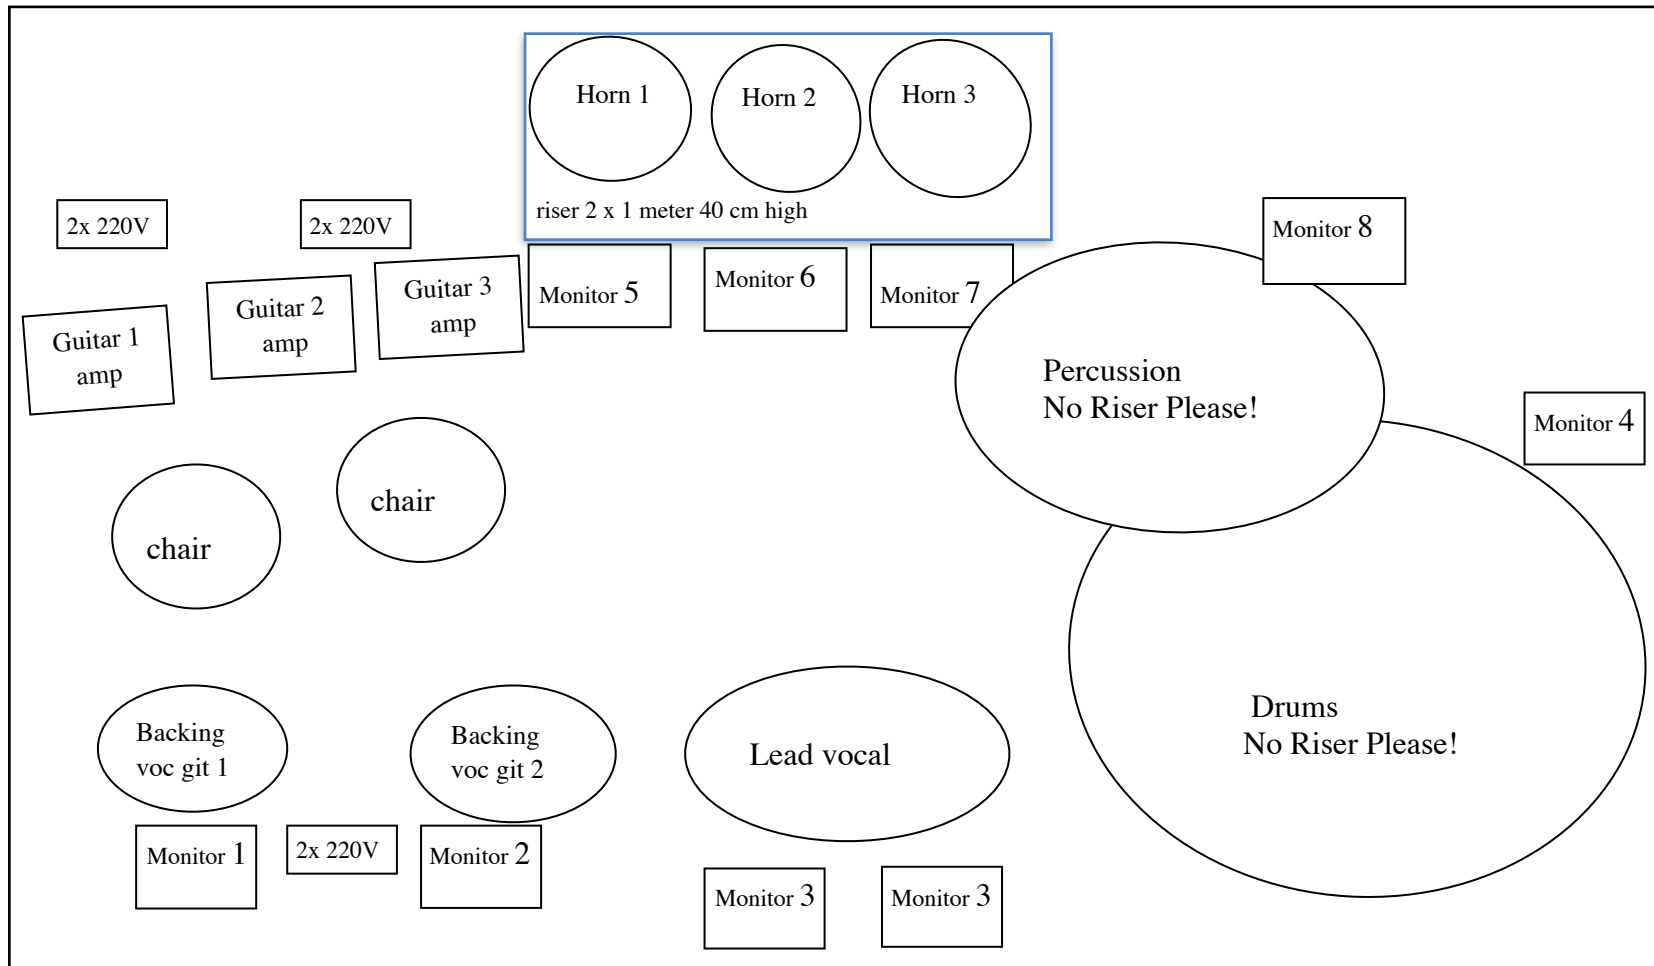 Horn 1
Horn 2
Horn 3
riser 2 x 1 meter 40 cm high
2x 220V
2x 220V
Monitor 8
Guitar 1
amp
Guitar 2
amp
Guitar 3
amp
Monitor 5
Monitor 6
Monitor 7
Percussion
No Riser Please!
Monitor 4
chair
chair
Backing
voc git 1
Backing
voc git 2
Lead vocal
Drums
No Riser Please!
Monitor 1
2x 220V
Monitor 2
Monitor 3
Monitor 3